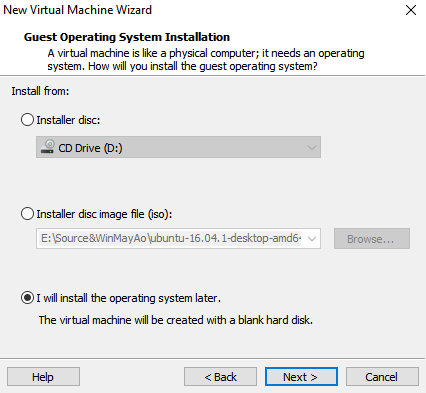 New Virtual Machine Wizard
Guest Operating System Installation
A virtual machine is like a physical computer; it needs an operating
system. How will you install the guest operating system?
Install from:
Installer disc:
CD Drive (D:)
Installer disc image file (iso):
E:\Source&WinMayAo\ubuntu-16.04.1-desktop-amd64
Browse...
I will install the operating system later.
The virtual machine will be created with a blank hard disk.
Help
< Back
Next >
Cancel